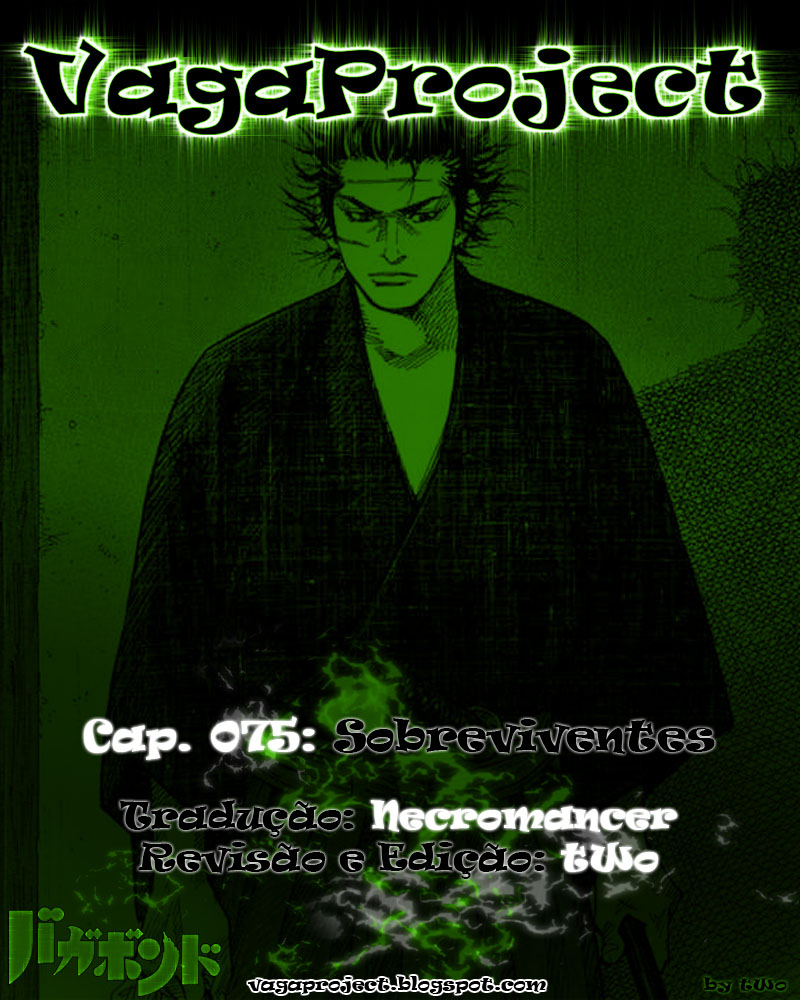 VagaProject
Cap. 075: Sobreviventes
Tradução: Necromancer
Revisão e Edição: tWo
バガボンド
vagaproject.blogspot.com
by tWo